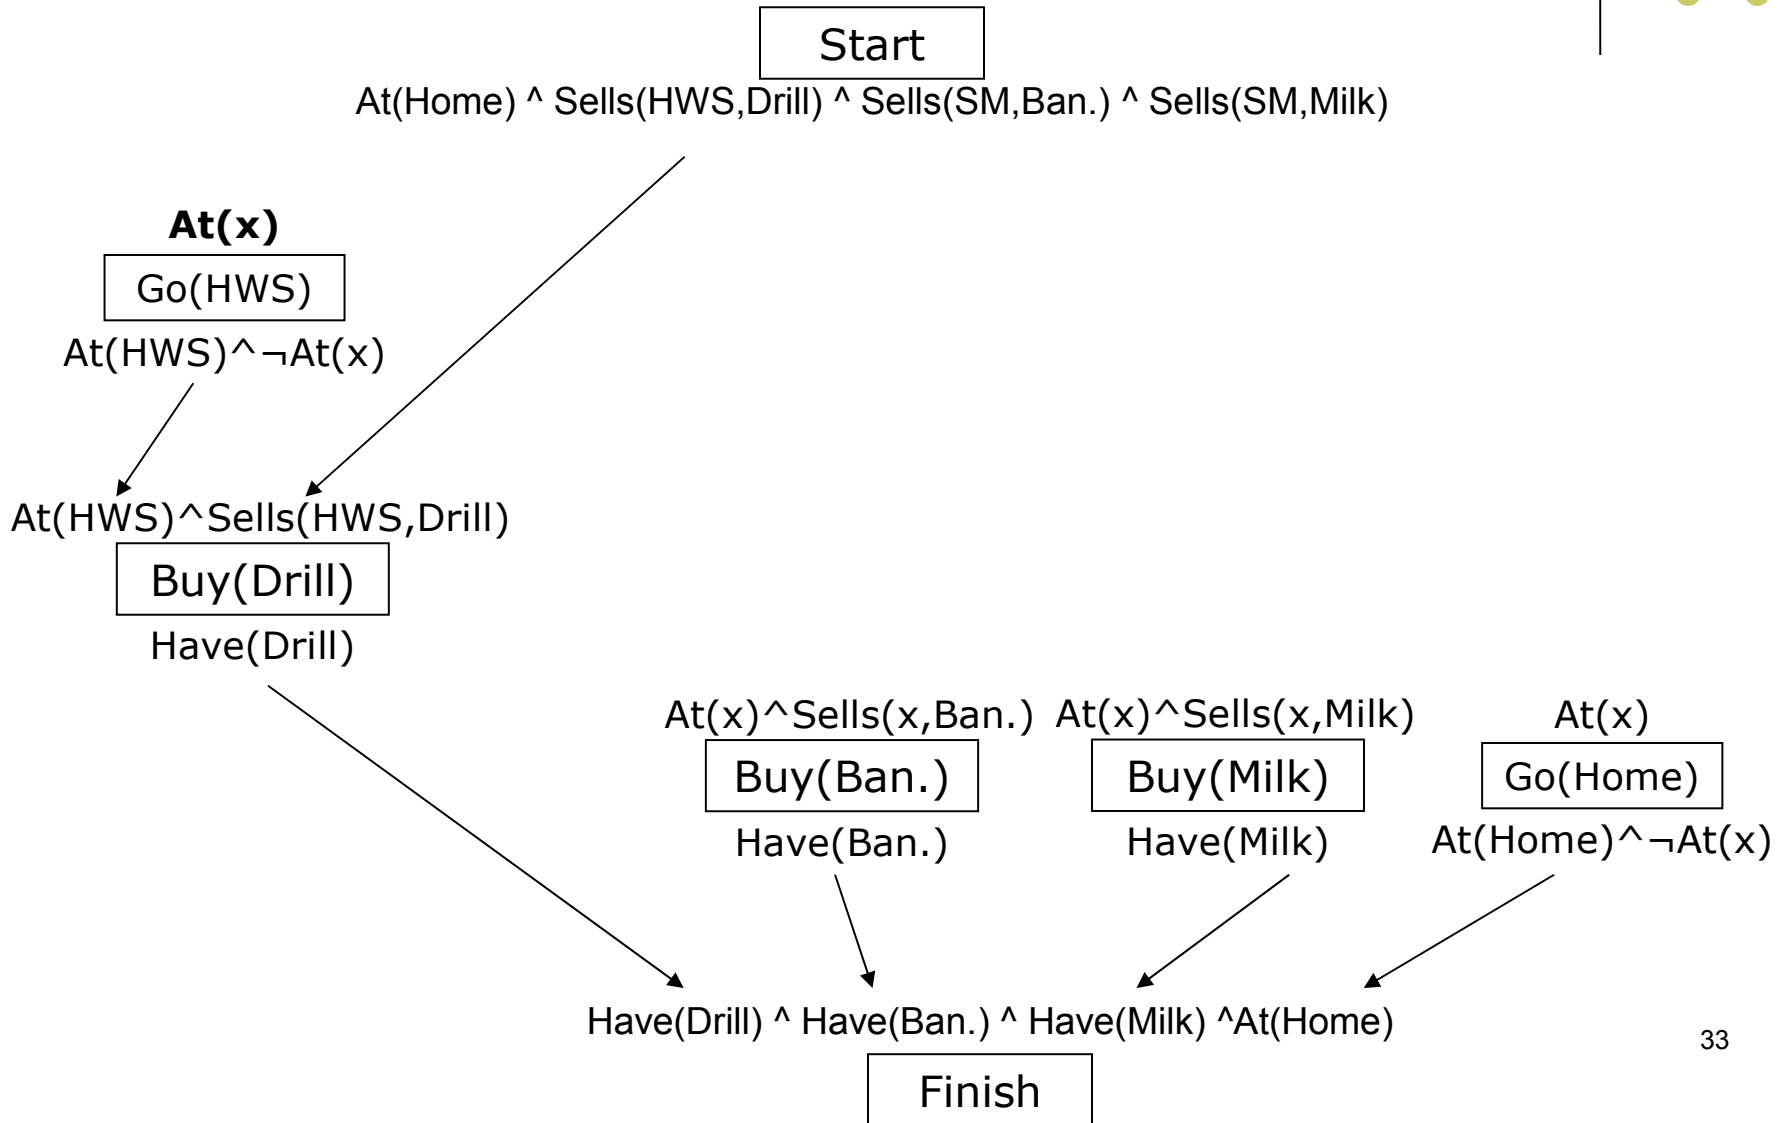 Start
At(Home) ^ Sells(HWS,Drill) ^ Sells(SM,Ban.) ^ Sells(SM,Milk)
At(x)
Go(HWS)
At(HWS)^¬At(x)
At(HWS)^Sells(HWS,Drill)
Buy(Drill)
Have(Drill)
At(x)^Sells(x,Ban.)
Buy(Ban.)
Have(Ban.)
At(x)^Sells(x,Milk)
Buy(Milk)
Have(Milk)
At(x)
Go(Home)
At(Home)^¬At(x)
Have(Drill) ^ Have(Ban.) ^ Have(Milk) ^At(Home)
Finish
33